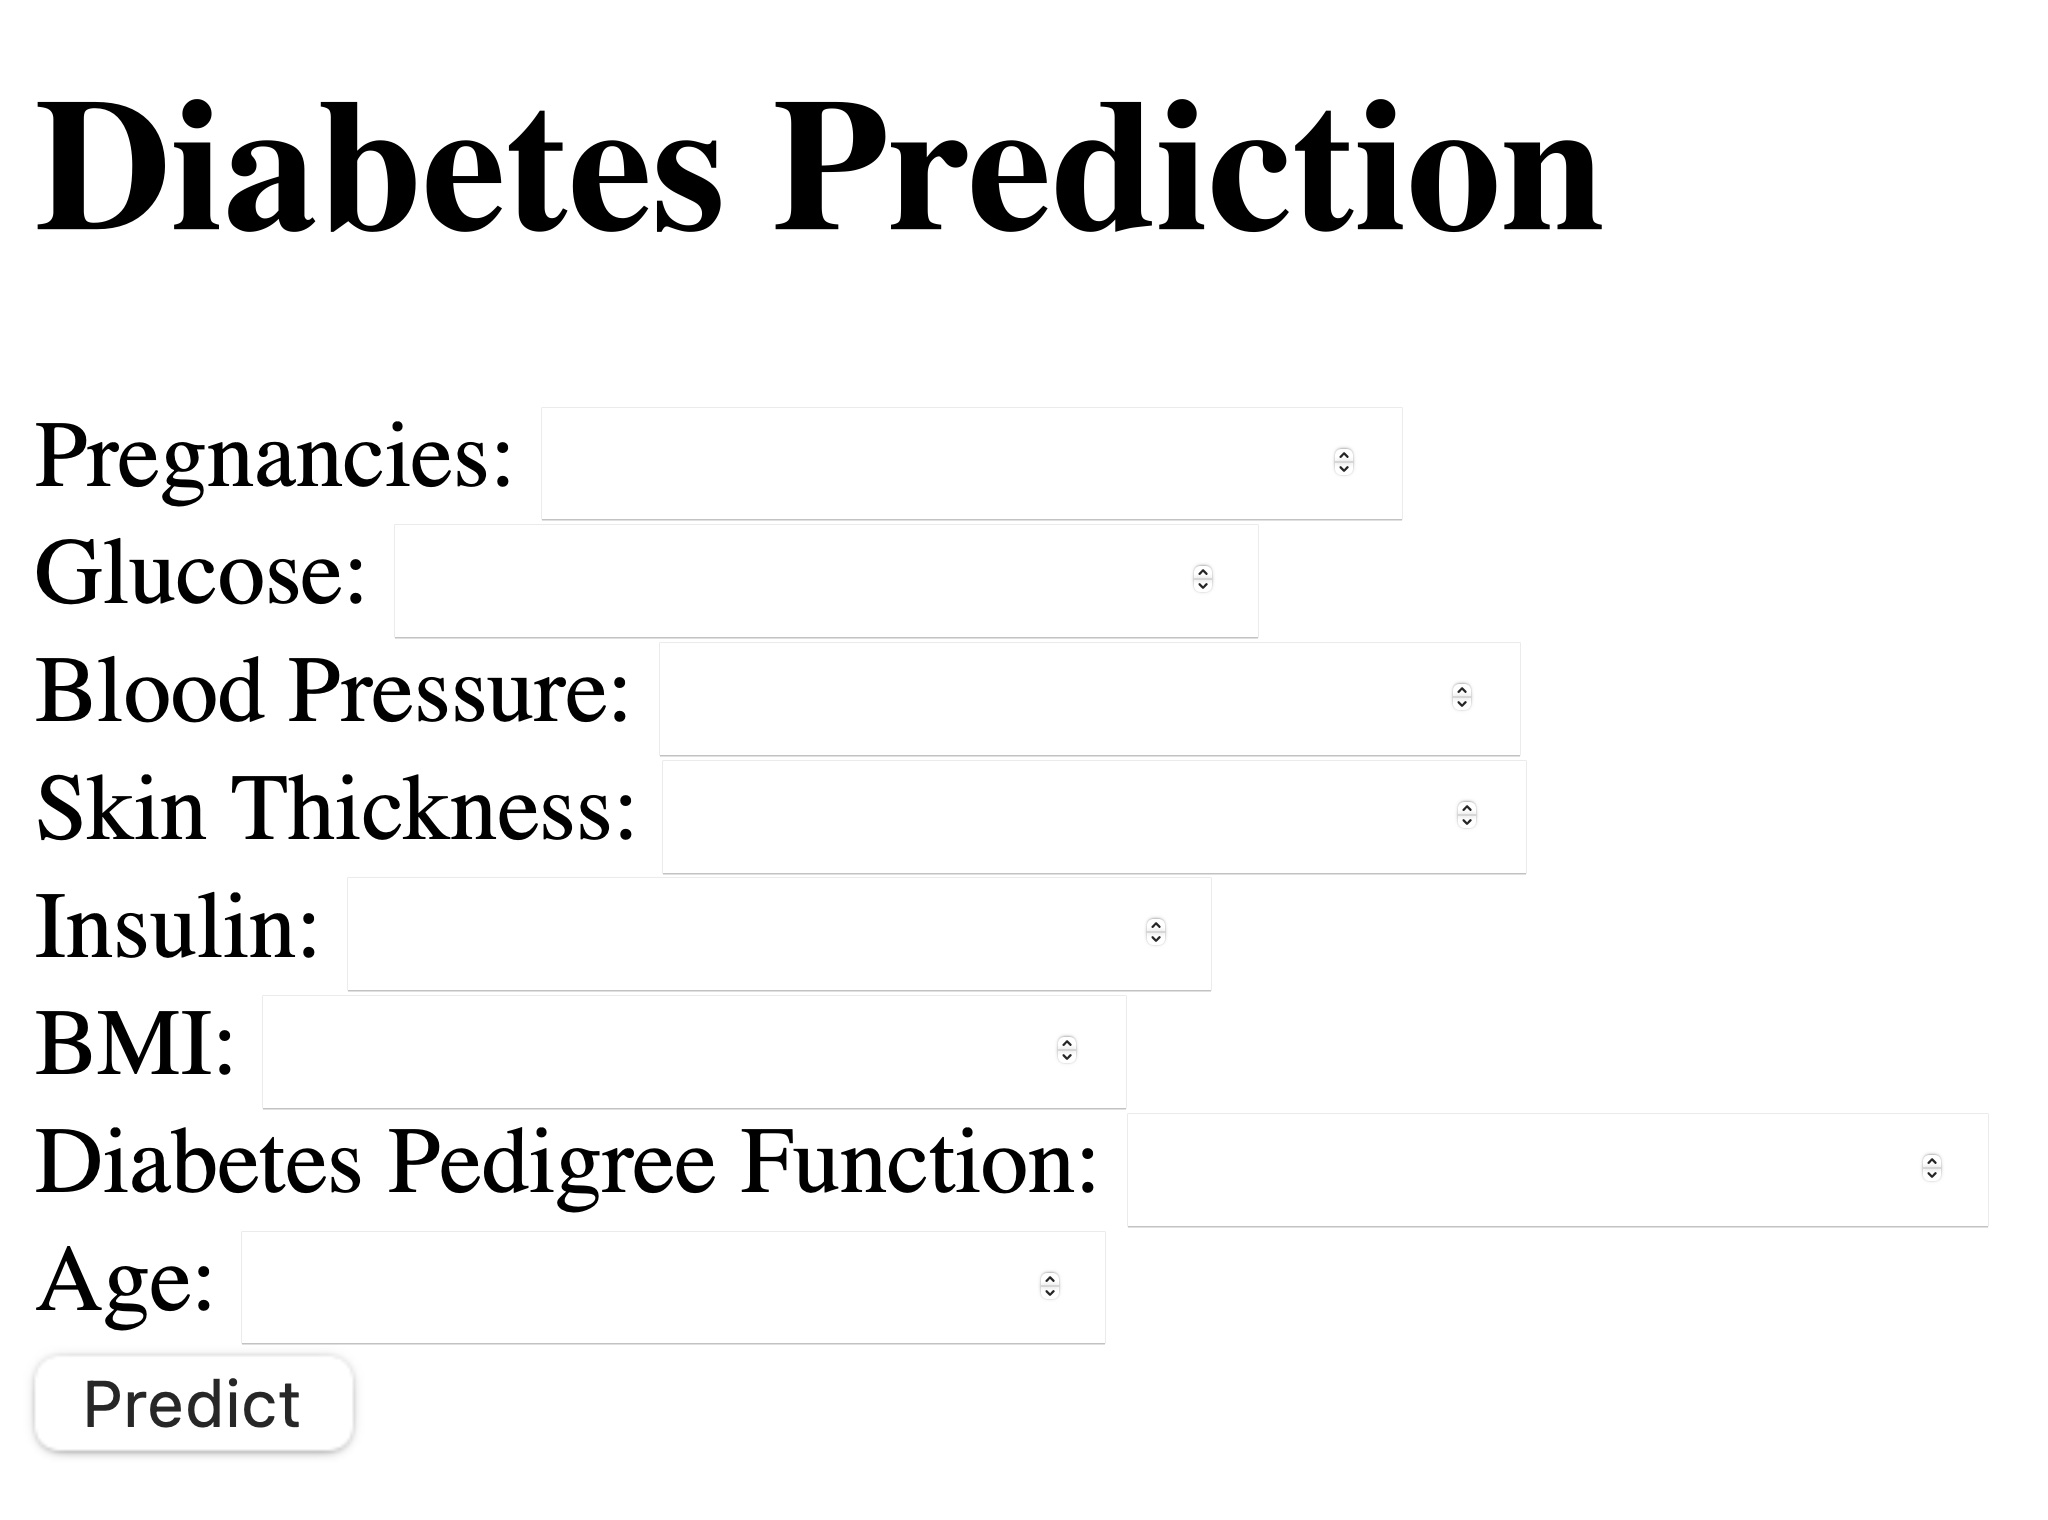 Diabetes Prediction
Pregnancies:
Glucose:
Blood Pressure:
Skin Thickness:
Insulin:
BMI:
Diabetes Pedigree Function:
Age:
Predict